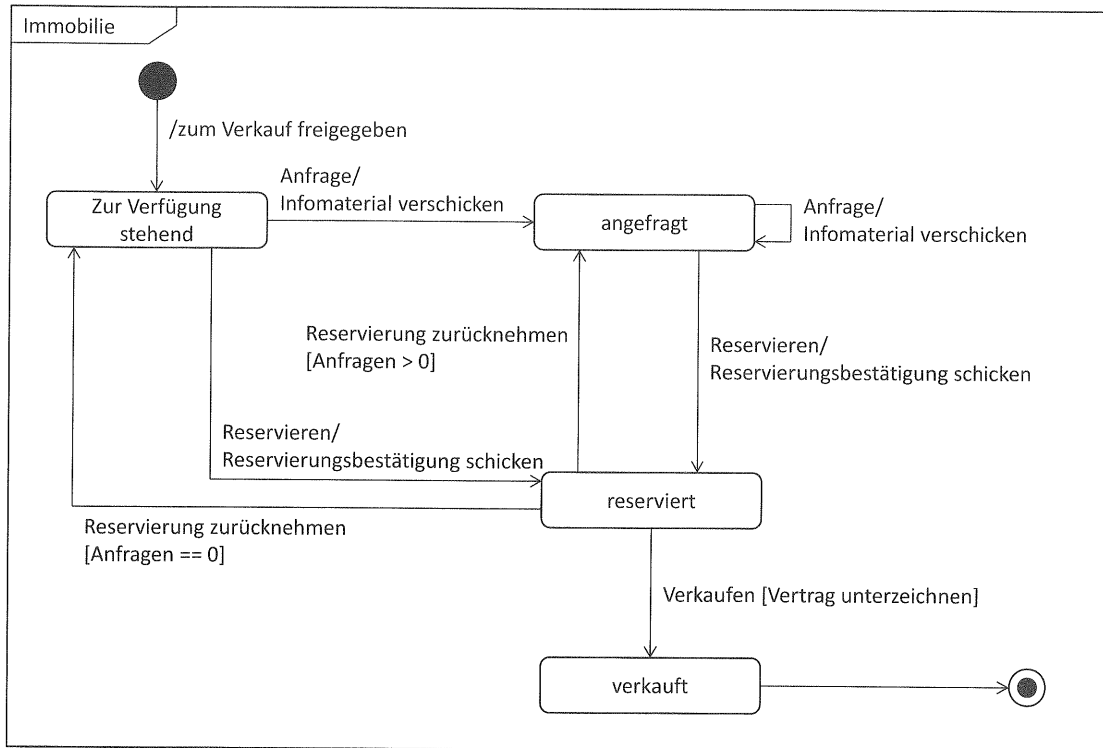 Immobilie
/zum Verkauf freigegeben
Anfrage/
Infomaterial verschicken
Zur Verfügung
stehend
angefragt
Anfrage/
Infomaterial verschicken
Reservierung zurücknehmen
[Anfragen > 0]
Reservieren/
Reservierungsbestätigung schicken
Reservieren/
Reservierungsbestätigung schicken
reserviert
Reservierung zurücknehmen
[Anfragen == 0]
Verkaufen [Vertrag unterzeichnen]
verkauft